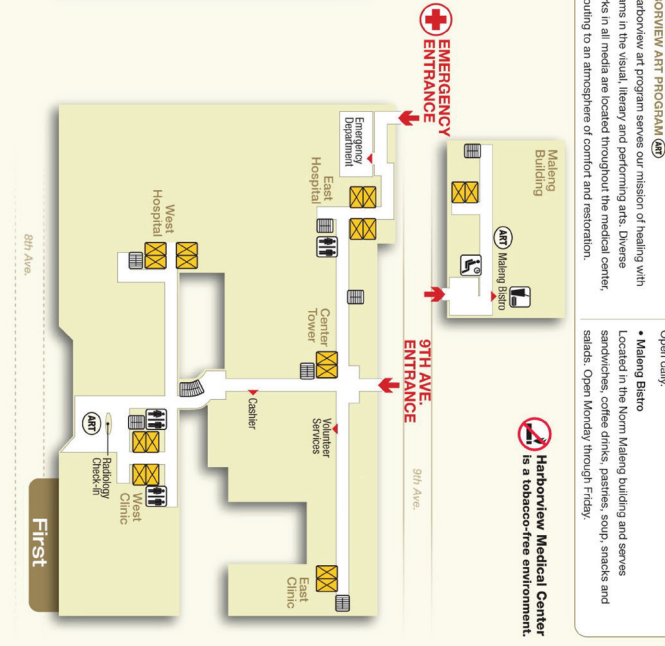 ORVIEW ART PROGRAM ART
arborview art program serves our mission of healing with
ams in the visual, literary and performing arts. Diverse
rks in all media are located throughout the medical center,
outing to an atmosphere of comfort and restoration.
Open daily.
• Maleng Bistro
Located in the Norm Maleng building and serves
sandwiches, coffee drinks, pastries, soup, snacks and
salads. Open Monday through Friday.
Harborview Medical Center
is a tobacco-free environment.
Maleng
Building
ART Maleng Bistro
EMERGENCY
ENTRANCE
9TH AVE.
ENTRANCE
9th Ave.
Emergency
Department
East
Hospital
Center
Tower
Volunteer
Services
East
Clinic
Cashier
West
Hospital
West
Clinic
Radiology
Check-in
ART
8th Ave.
First